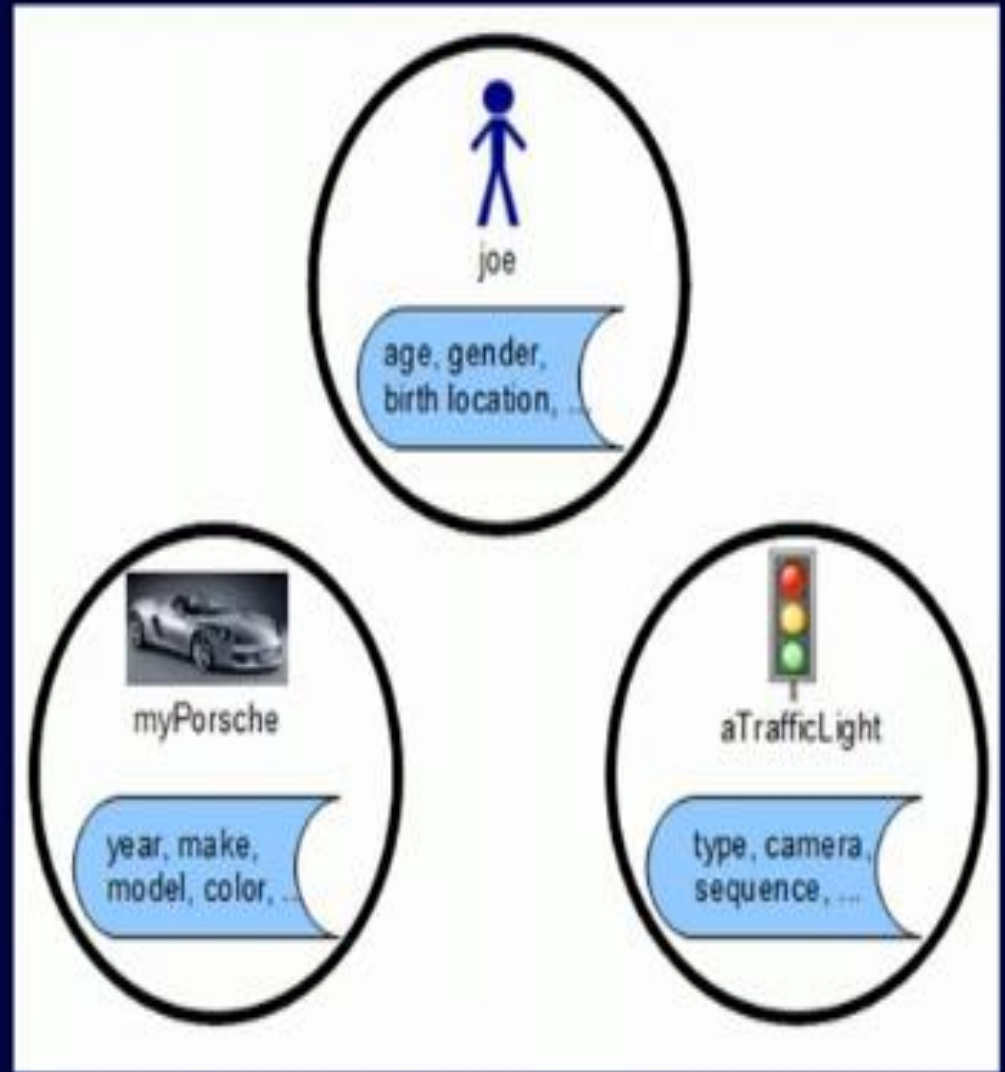 joe
age, gender,
birth location, ...
myPorsche
year, make,
model, color, ...
aTrafficLight
type, camera,
sequence, ...